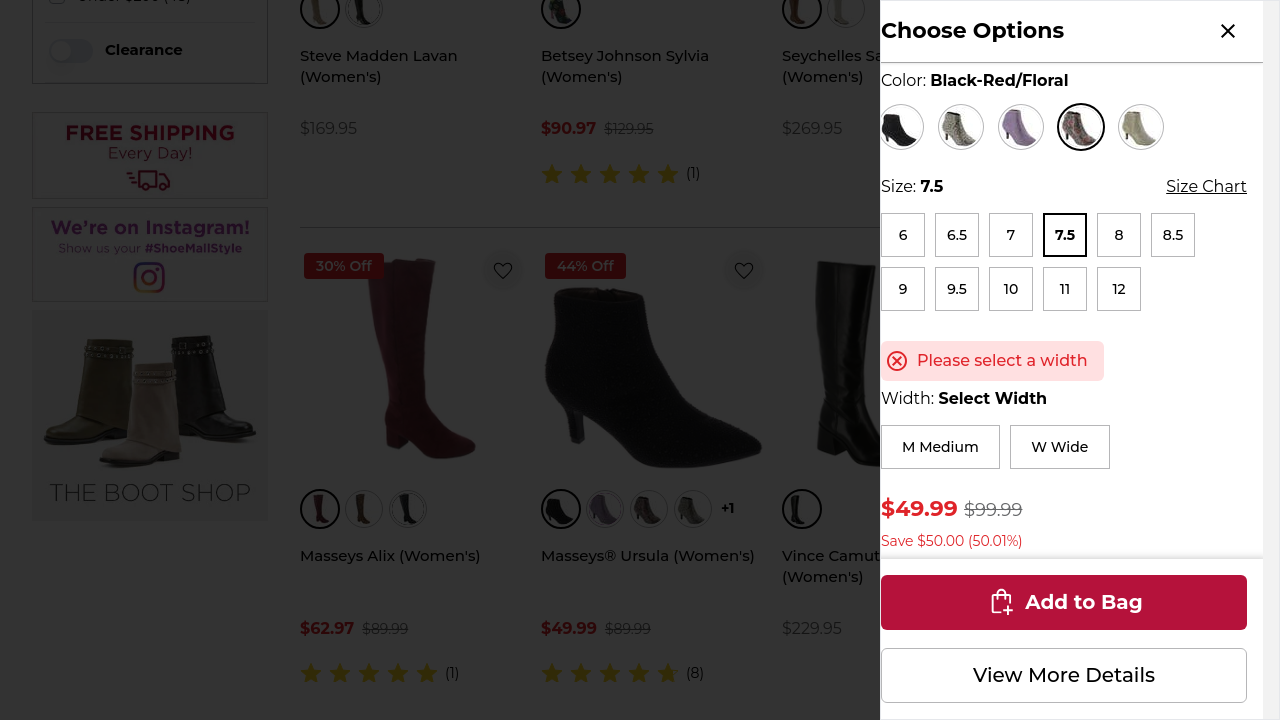 Clearance
FREE SHIPPING
Every Day!
We're on Instagram!
Show us your #ShoeMallStyle
THE BOOT SHOP
Steve Madden Lavan
(Women's)
$169.95
Betsey Johnson Sylvia
(Women's)
$90.97 $129.95
(1)
Seychelles
(Women's)
$269.95
30% Off
Masseys Alix (Women's)
$62.97 $89.99
(1)
44% Off
+1
Masseys® Ursula (Women's)
$49.99 $89.99
(8)
Vince Camut
(Women's)
$229.95
Choose Options
Color: Black-Red/Floral
Size: 7.5
Size Chart
6 6.5 7 7.5 8 8.5
9 9.5 10 11 12
Please select a width
Width: Select Width
M Medium W Wide
$49.99 $99.99
Save $50.00 (50.01%)
Add to Bag
View More Details